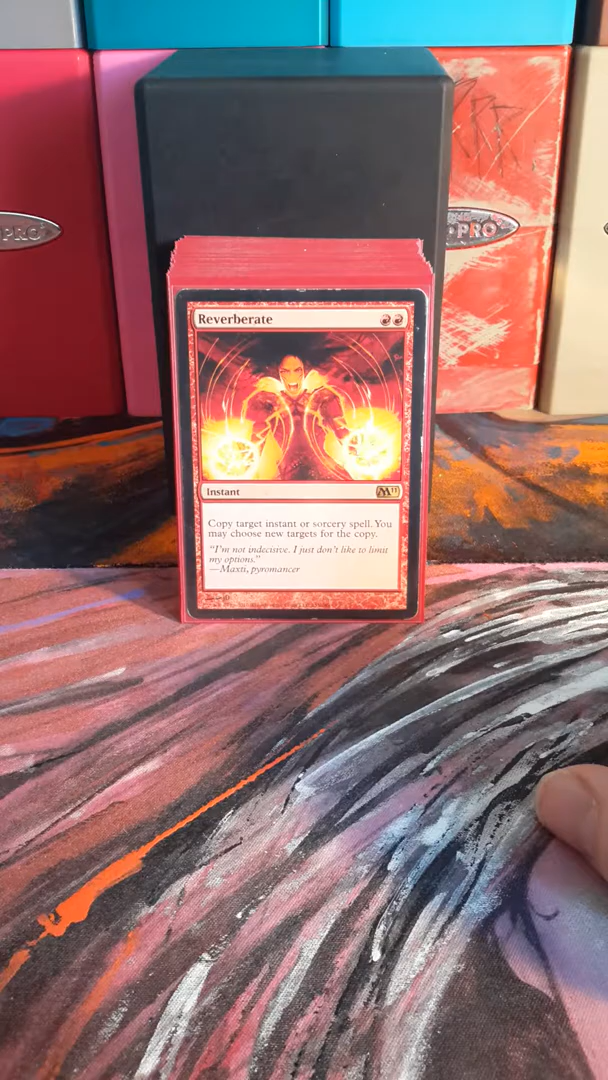 PRO
PRO
Reverberate
Instant
M11
Copy target instant or sorcery spell. You
may choose new targets for the copy.
"I'm not indecisive. I just don't like to limit
my options."
—Maxti, pyromancer